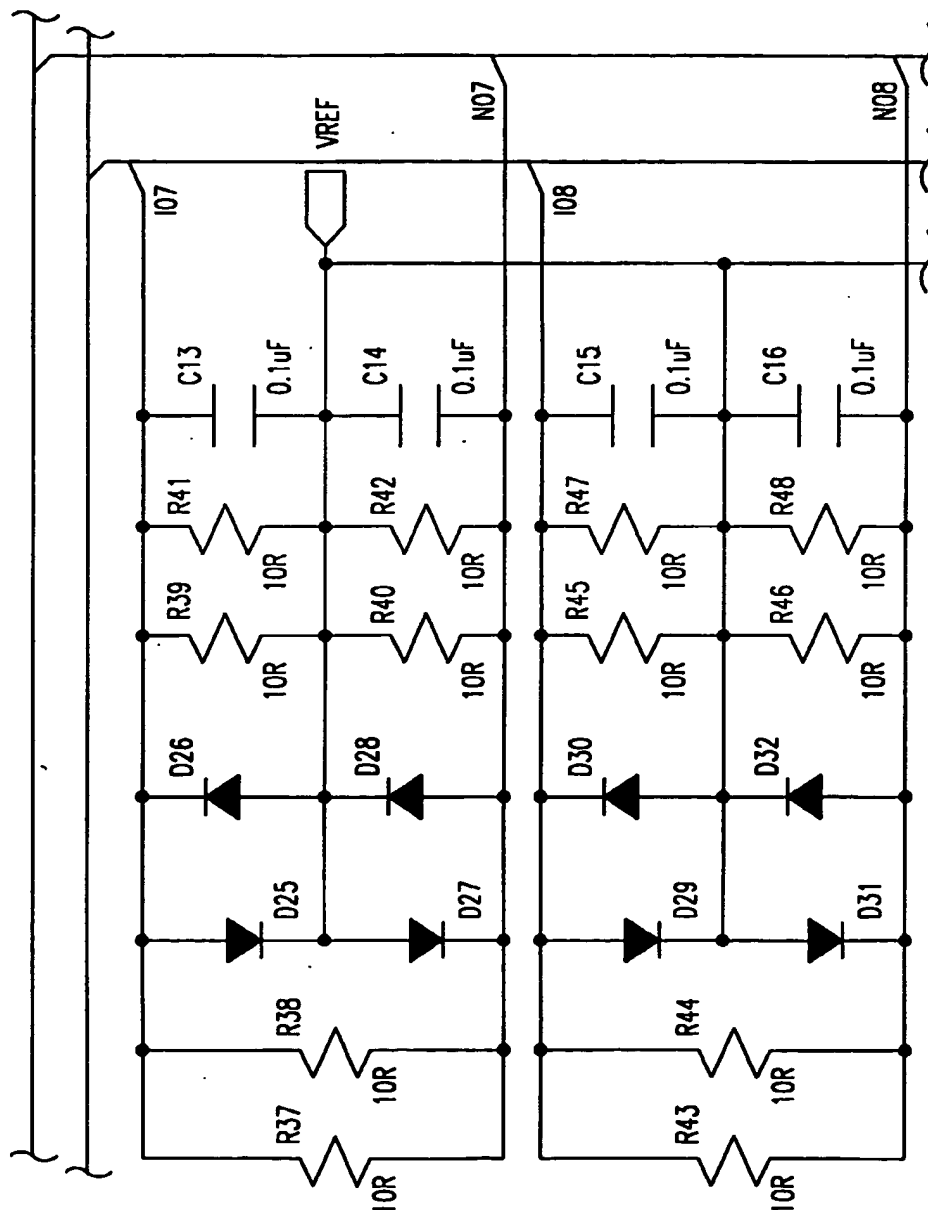 I07
VREF
N07
C13
0.1uF
C14
0.1uF
R41
10R
R42
10R
R39
10R
R40
10R
D26
D28
D25
D27
R38
10R
R37
10R
I08
N08
C15
0.1uF
C16
0.1uF
R47
10R
R48
10R
R45
10R
R46
10R
D30
D32
D29
D31
R44
10R
R43
10R